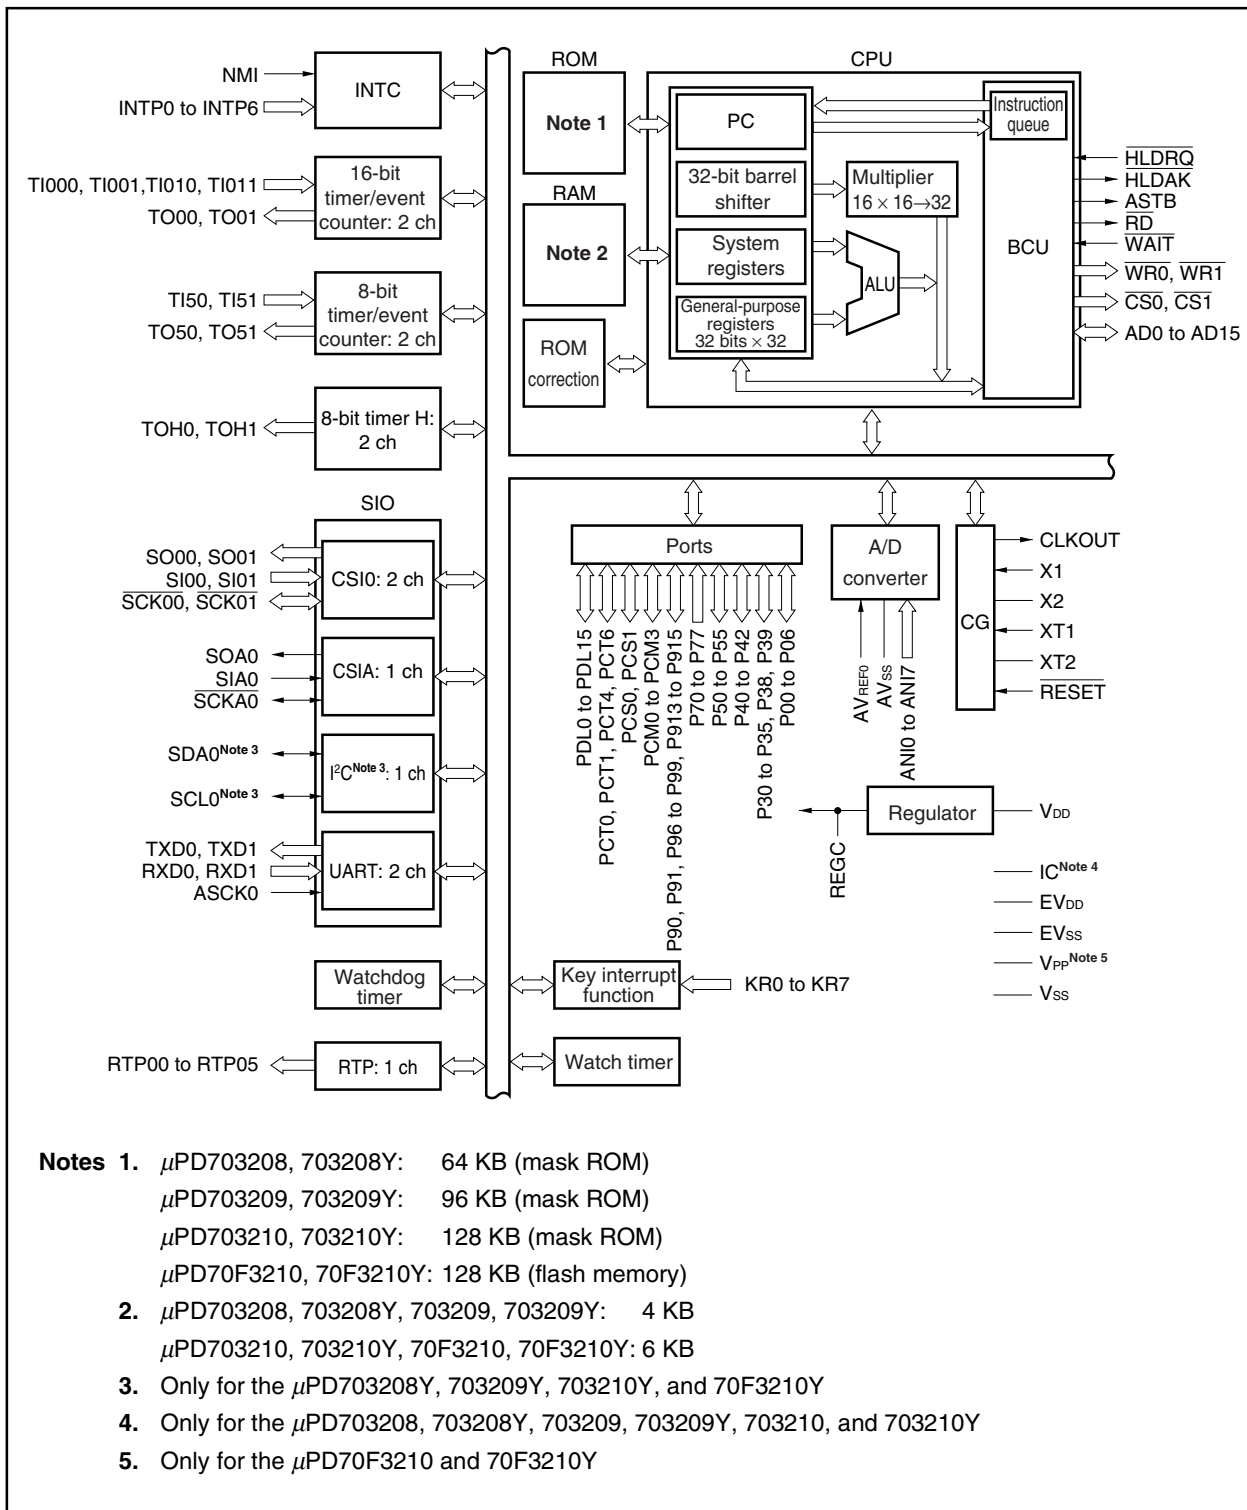 NMI
INTP0 to INTP6
INTC
TI000, TI001,TI010, TI011
TO00, TO01
16-bit
timer/event
counter: 2 ch
TI50, TI51
TO50, TO51
8-bit
timer/event
counter: 2 ch
TOH0, TOH1
8-bit timer H:
2 ch
SIO
SO00, SO01
SI00, SI01
SCK00, SCK01
CSI0: 2 ch
SOA0
SIA0
SCKA0
CSIA: 1 ch
SDA0Note 3
SCL0Note 3
I²CNote 3: 1 ch
TXD0, TXD1
RXD0, RXD1
ASCK0
UART: 2 ch
Watchdog
timer
RTP00 to RTP05
RTP: 1 ch
ROM
Note 1
RAM
Note 2
ROM
correction
CPU
PC
32-bit barrel
shifter
System
registers
General-purpose
registers
32 bits × 32
Multiplier
16 × 16→32
ALU
Instruction
queue
BCU
HLDRQ
HLDAK
ASTB
RD
WAIT
WR0, WR1
CS0, CS1
AD0 to AD15
Ports
PDL0 to PDL15
PCT0, PCT1, PCT4, PCT6
PCS0, PCS1
PCM0 to PCM3
P90, P91, P96 to P99, P913 to P915
P70 to P77
P50 to P55
P40 to P42
P30 to P35, P38, P39
P00 to P06
A/D
converter
AVREF0
AVSS
ANI0 to ANI7
CG
CLKOUT
X1
X2
XT1
XT2
RESET
Regulator
VDD
REGC
ICNote 4
EVDD
EVSS
VPPNote 5
VSS
Key interrupt
function
KR0 to KR7
Watch timer
Notes 1. μPD703208, 703208Y: 64 KB (mask ROM)
μPD703209, 703209Y: 96 KB (mask ROM)
μPD703210, 703210Y: 128 KB (mask ROM)
μPD70F3210, 70F3210Y: 128 KB (flash memory)
2. μPD703208, 703208Y, 703209, 703209Y: 4 KB
μPD703210, 703210Y, 70F3210, 70F3210Y: 6 KB
3. Only for the μPD703208Y, 703209Y, 703210Y, and 70F3210Y
4. Only for the μPD703208, 703208Y, 703209, 703209Y, 703210, and 703210Y
5. Only for the μPD70F3210 and 70F3210Y